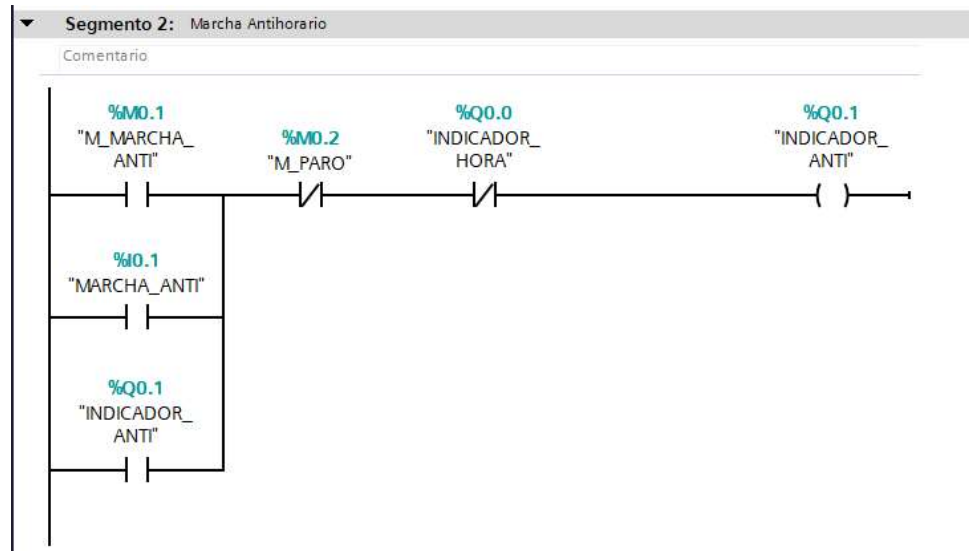 Segmento 2: Marcha Antihorario
Comentario
%M0.1
"M_MARCHA_
ANTI"
%M0.2
"M_PARO"
%Q0.0
"INDICADOR_
HORA"
%Q0.1
"INDICADOR_
ANTI"
%I0.1
"MARCHA_ANTI"
%Q0.1
"INDICADOR_
ANTI"